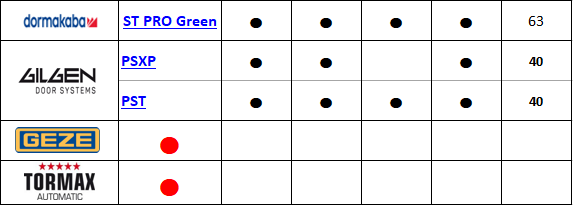 dormakaba ST PRO Green 63
GILGEN
DOOR SYSTEMS
PSXP 40
PST 40
GEZE
TORMAX
AUTOMATIC